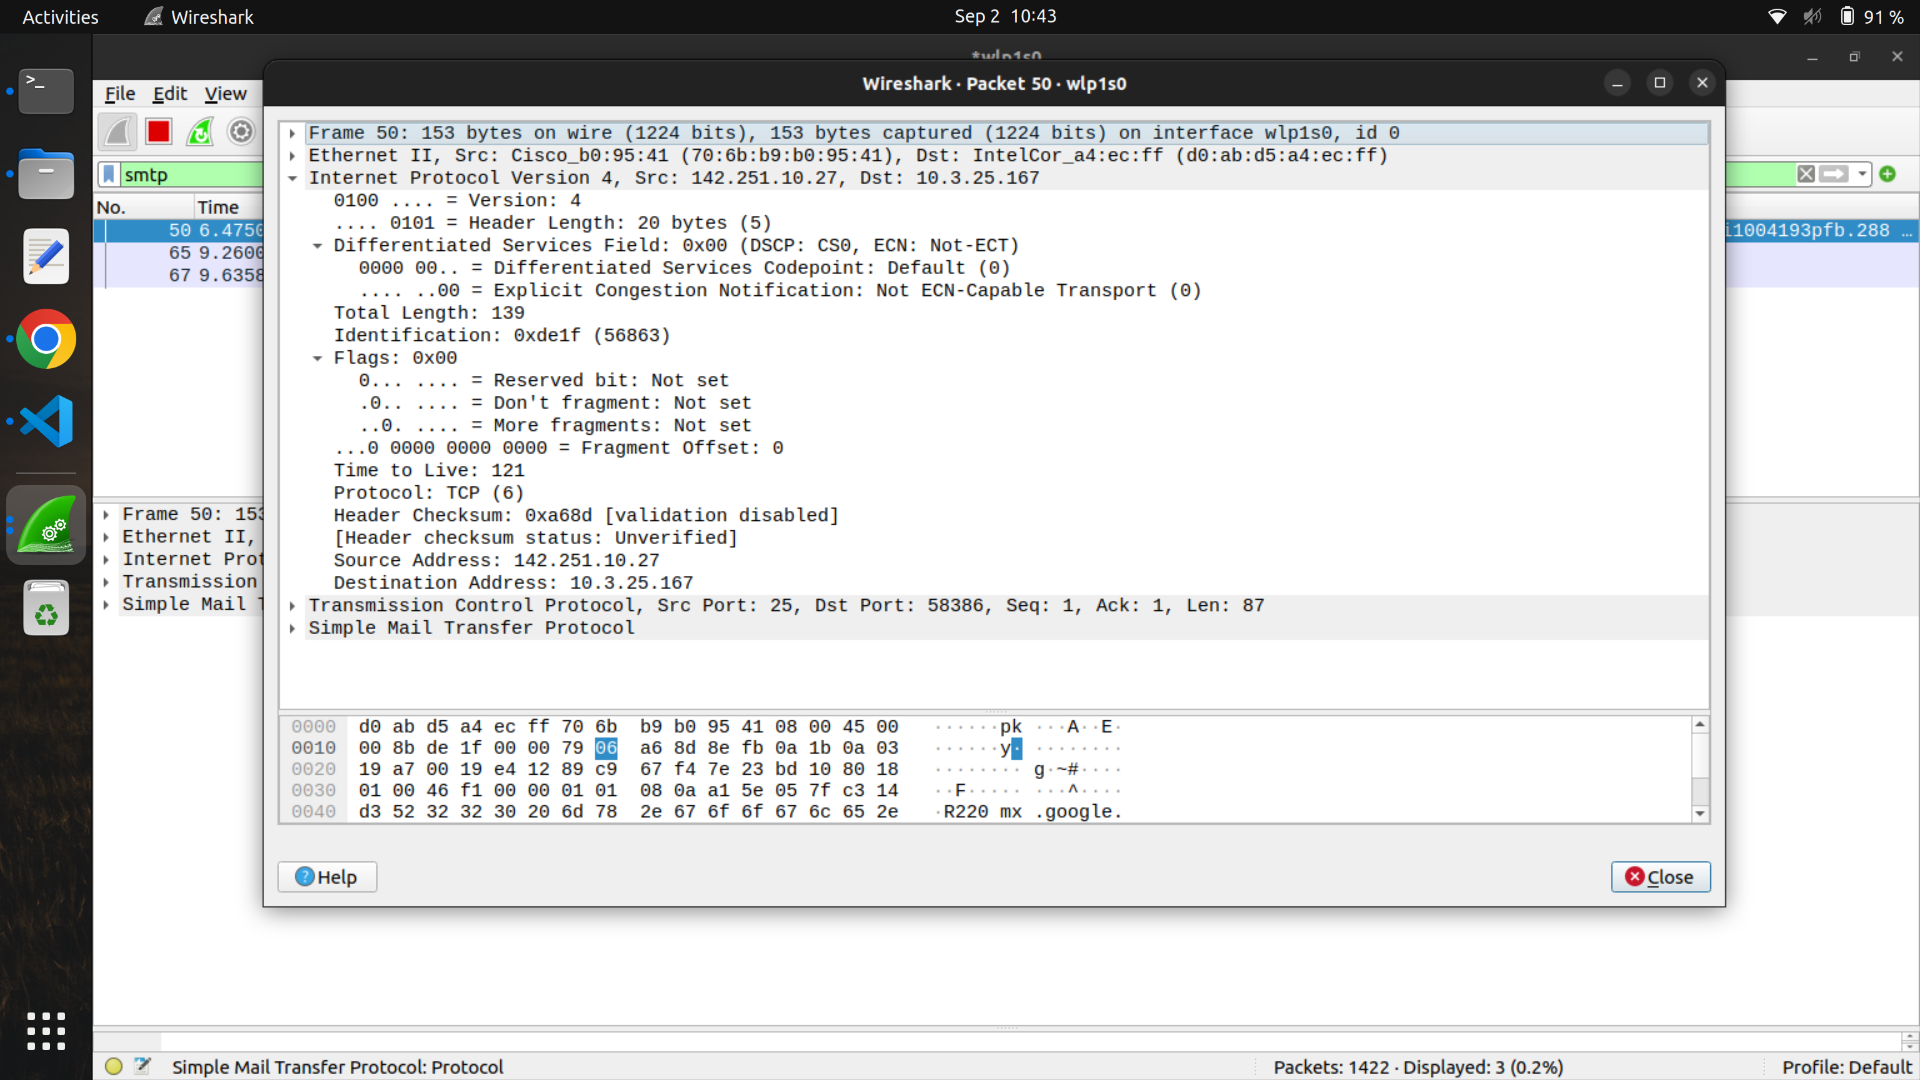 Activities Wireshark Sep 2 10:43 91 %
*wlp1s0
Wireshark · Packet 50 · wlp1s0
File Edit View
smtp
No. Time
50 6.4750 i1004193pfb.288 …
65 9.2600
67 9.6358
Frame 50: 153 bytes on wire (1224 bits), 153 bytes captured (1224 bits) on interface wlp1s0, id 0
Ethernet II, Src: Cisco_b0:95:41 (70:6b:b9:b0:95:41), Dst: IntelCor_a4:ec:ff (d0:ab:d5:a4:ec:ff)
Internet Protocol Version 4, Src: 142.251.10.27, Dst: 10.3.25.167
0100 .... = Version: 4
.... 0101 = Header Length: 20 bytes (5)
Differentiated Services Field: 0x00 (DSCP: CS0, ECN: Not-ECT)
0000 00.. = Differentiated Services Codepoint: Default (0)
.... ..00 = Explicit Congestion Notification: Not ECN-Capable Transport (0)
Total Length: 139
Identification: 0xde1f (56863)
Flags: 0x00
0... .... = Reserved bit: Not set
.0.. .... = Don't fragment: Not set
..0. .... = More fragments: Not set
...0 0000 0000 0000 = Fragment Offset: 0
Time to Live: 121
Protocol: TCP (6)
Header Checksum: 0xa68d [validation disabled]
[Header checksum status: Unverified]
Source Address: 142.251.10.27
Destination Address: 10.3.25.167
Transmission Control Protocol, Src Port: 25, Dst Port: 58386, Seq: 1, Ack: 1, Len: 87
Simple Mail Transfer Protocol
Frame 50: 153
Ethernet II,
Internet Prot
Transmission
Simple Mail T
0000 d0 ab d5 a4 ec ff 70 6b b9 b0 95 41 08 00 45 00 ······pk ···A··E·
0010 00 8b de 1f 00 00 79 06 a6 8d 8e fb 0a 1b 0a 03 ······y· ········
0020 19 a7 00 19 e4 12 89 c9 67 f4 7e 23 bd 10 80 18 ········ g·~#····
0030 01 00 46 f1 00 00 01 01 08 0a a1 5e 05 7f c3 14 ··F····· ···^····
0040 d3 52 32 32 30 20 6d 78 2e 67 6f 6f 67 6c 65 2e ·R220 mx .google.
Help Close
Simple Mail Transfer Protocol: Protocol Packets: 1422 · Displayed: 3 (0.2%) Profile: Default